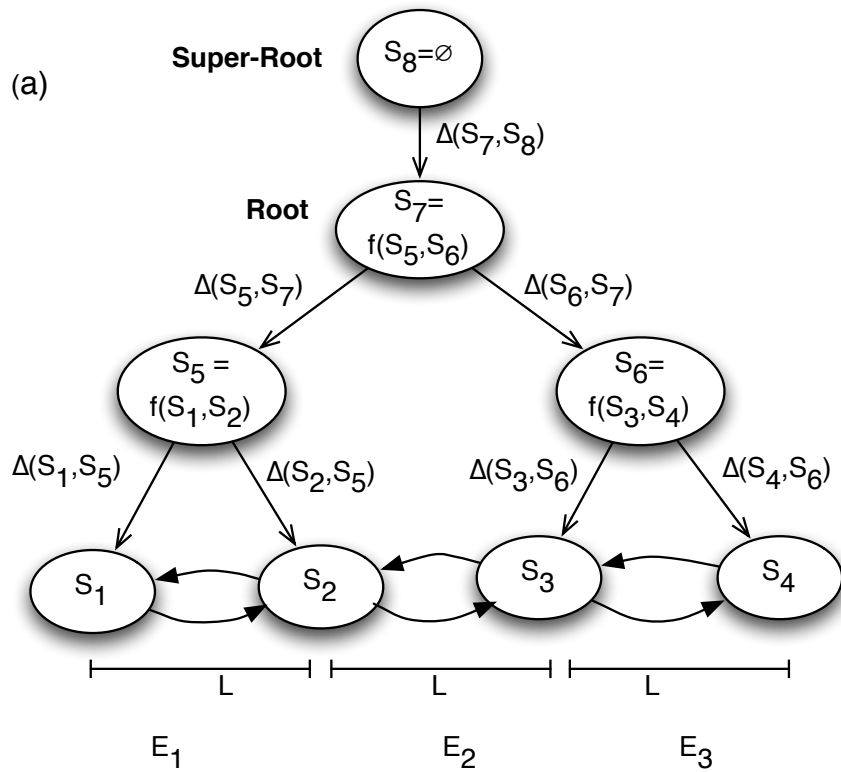 S₈=∅
Super-Root
(a)
Δ(S₇,S₈)
Root
S₇=
f(S₅,S₆)
Δ(S₅,S₇)
Δ(S₆,S₇)
S₅ =
f(S₁,S₂)
S₆=
f(S₃,S₄)
Δ(S₁,S₅)
Δ(S₂,S₅)
Δ(S₃,S₆)
Δ(S₄,S₆)
S₁
S₂
S₃
S₄
L
L
L
E₁
E₂
E₃